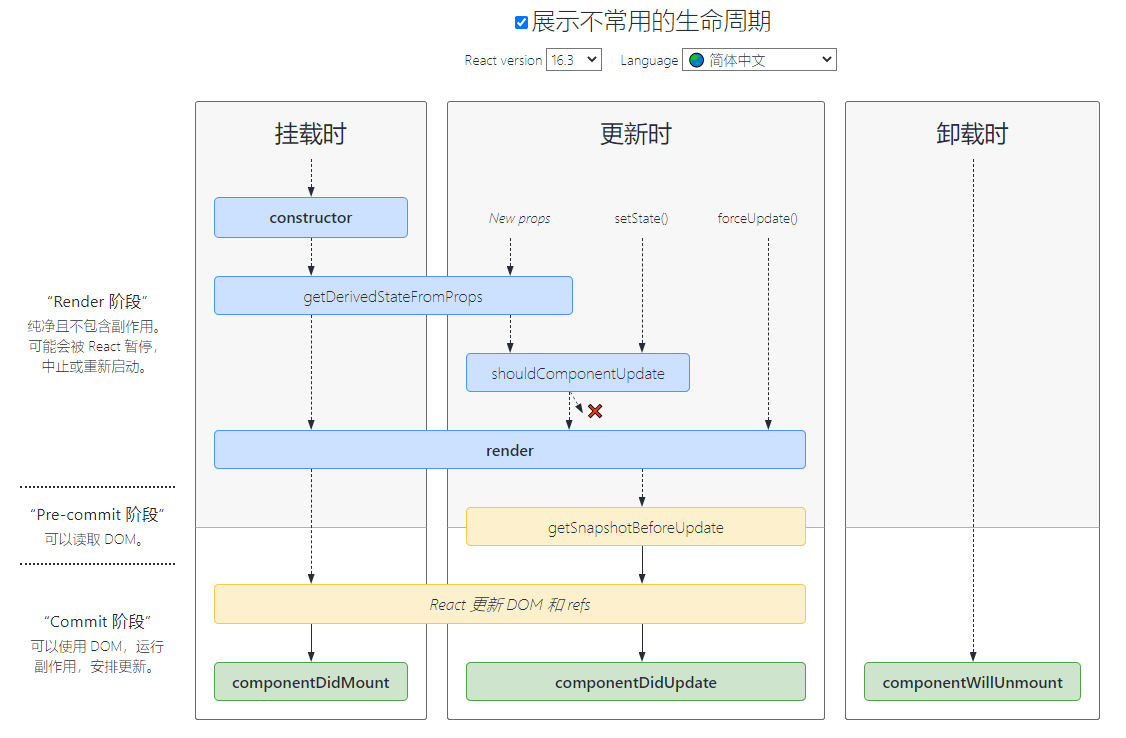 展示不常用的生命周期
React version 16.3 Language 简体中文
挂载时
更新时
卸载时
constructor
New props
setState()
forceUpdate()
getDerivedStateFromProps
“Render 阶段”
纯净且不包含副作用。
可能会被 React 暂停，
中止或重新启动。
shouldComponentUpdate
render
“Pre-commit 阶段”
可以读取 DOM。
getSnapshotBeforeUpdate
React 更新 DOM 和 refs
“Commit 阶段”
可以使用 DOM，运行
副作用，安排更新。
componentDidMount
componentDidUpdate
componentWillUnmount